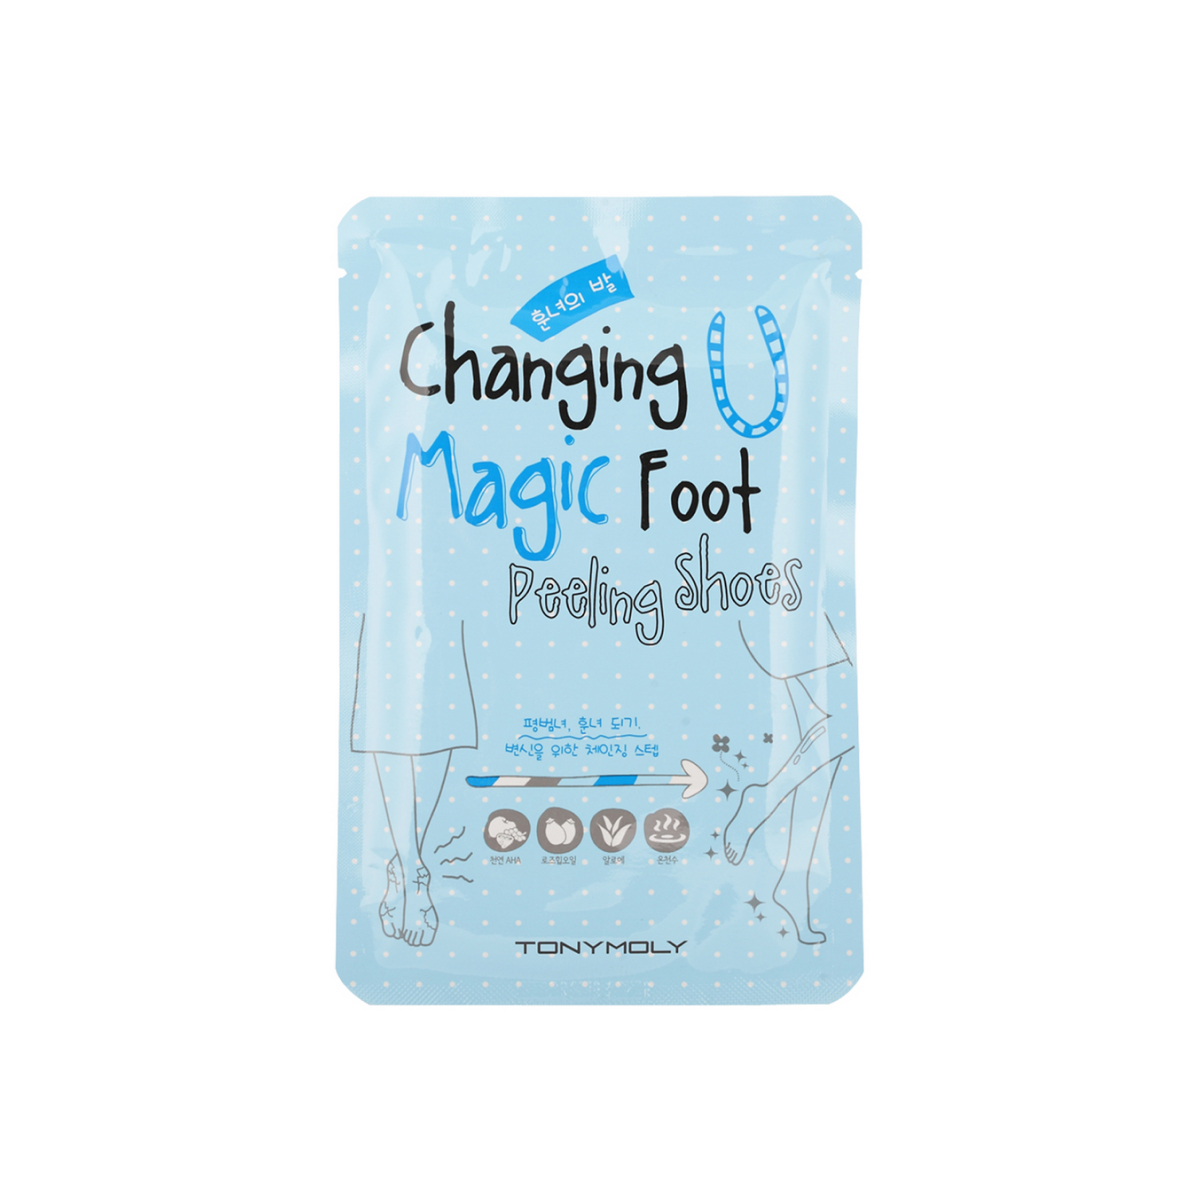 훈녀의 발
Changing U
Magic Foot
Peeling Shoes
평범녀, 훈녀 되기.
변신을 위한 체인징 스텝
천연 AHA 로즈힙오일 알로에 온천수
TONYMOLY